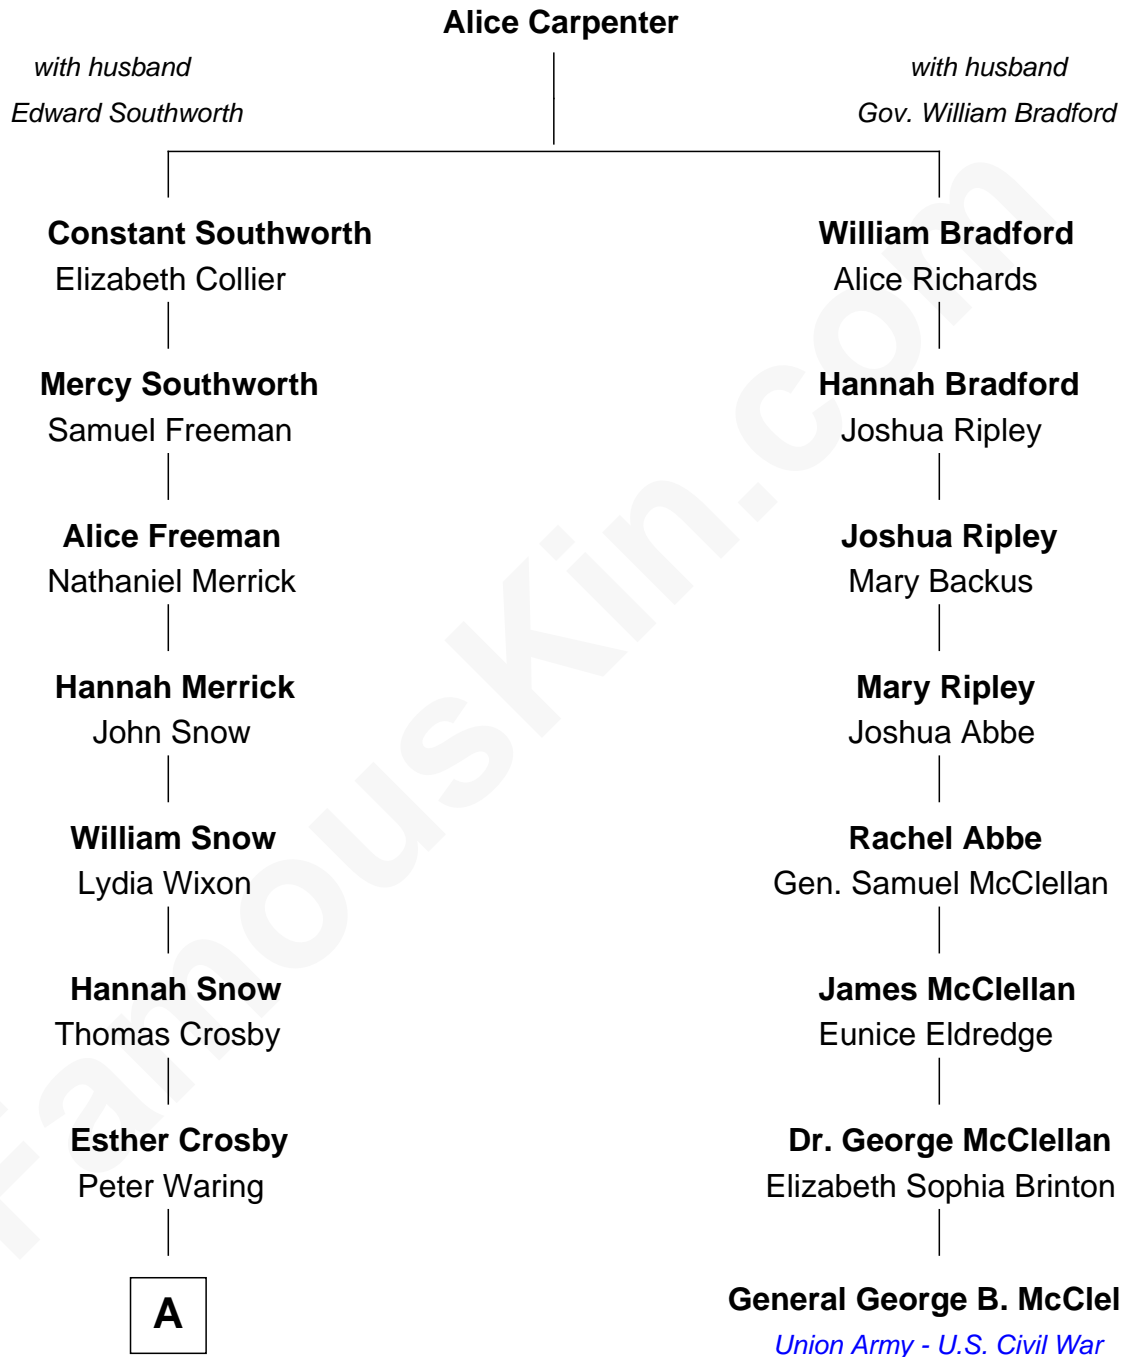 Alice Carpenter
with husband
Edward Southworth
with husband
Gov. William Bradford
Constant Southworth
Elizabeth Collier
William Bradford
Alice Richards
Mercy Southworth
Samuel Freeman
Hannah Bradford
Joshua Ripley
Alice Freeman
Nathaniel Merrick
Joshua Ripley
Mary Backus
Hannah Merrick
John Snow
Mary Ripley
Joshua Abbe
William Snow
Lydia Wixon
Rachel Abbe
Gen. Samuel McClellan
Hannah Snow
Thomas Crosby
James McClellan
Eunice Eldredge
Esther Crosby
Peter Waring
Dr. George McClellan
Elizabeth Sophia Brinton
A
General George B. McClel
Union Army - U.S. Civil War
FamousKin.com